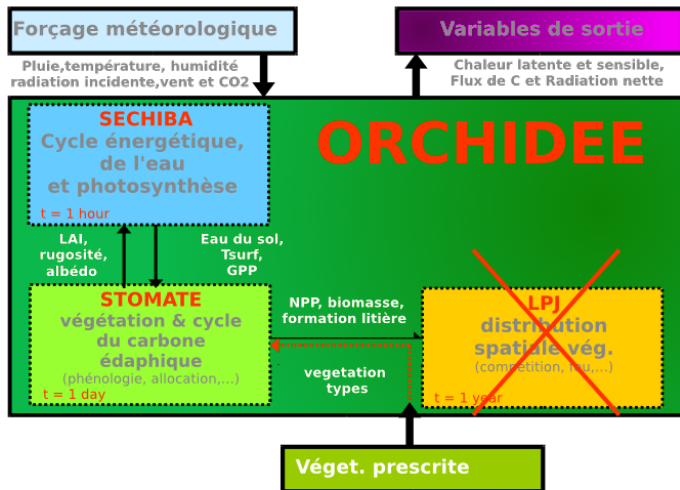 Forçage météorologique
Variables de sortie
Pluie,température, humidité
radiation incidente,vent et CO2
Chaleur latente et sensible,
Flux de C et Radiation nette
SECHIBA
Cycle énergétique,
de l'eau
et photosynthèse
t = 1 hour
ORCHIDEE
LAI,
rugosité,
albédo
Eau du sol,
Tsurf,
GPP
STOMATE
végétation & cycle
du carbone
édaphique
(phénologie, allocation,...)
t = 1 day
NPP, biomasse,
formation litière
vegetation
types
LPJ
distribution
spatiale vég.
(compétition, feu,...)
t = 1 year
Véget. prescrite